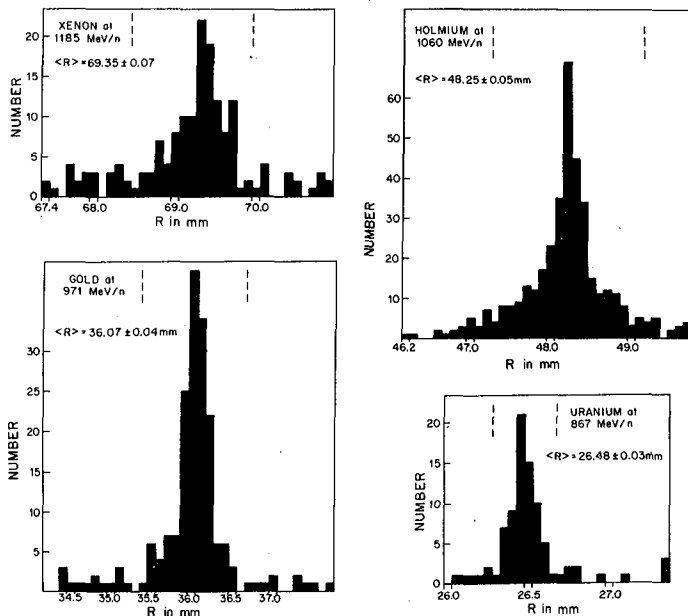 XENON at
1185 MeV/n
<R> = 69.35 ± 0.07
NUMBER
20
15
10
5
0
67.4 68.0 69.0 70.0
R in mm
HOLMIUM at
1060 MeV/n
<R> = 48.25 ± 0.05mm
NUMBER
60
50
40
30
20
10
46.2 47.0 48.0 49.0
R in mm
GOLD at
971 MeV/n
<R> = 36.07 ± 0.04mm
NUMBER
30
20
10
5
34.5 35.0 35.5 36.0 36.5 37.0
R in mm
URANIUM at
867 MeV/n
<R> = 26.48 ± 0.03mm
NUMBER
20
15
10
5
0
26.0 26.5 27.0
R in mm